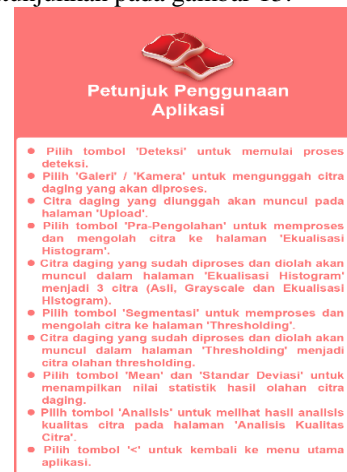 Petunjuk Penggunaan
Aplikasi
● Pilih tombol 'Deteksi' untuk memulai proses
deteksi.
● Pilih 'Galeri' / 'Kamera' untuk mengunggah citra
daging yang akan diproses.
● Citra daging yang diunggah akan muncul pada
halaman 'Upload'.
● Pilih tombol 'Pra-Pengolahan' untuk memproses
dan mengolah citra ke halaman 'Ekualisasi
Histogram'.
● Citra daging yang sudah diproses dan diolah akan
muncul dalam halaman 'Ekualisasi Histogram'
menjadi 3 citra (Asli, Grayscale dan Ekualisasi
Histogram).
● Pilih tombol 'Segmentasi' untuk memproses dan
mengolah citra ke halaman 'Thresholding'.
● Citra daging yang sudah diproses dan diolah akan
muncul dalam halaman 'Thresholding' menjadi
citra olahan thresholding.
● Pilih tombol 'Mean' dan 'Standar Deviasi' untuk
menampilkan nilai statistik hasil olahan citra
daging.
● Pilih tombol 'Analisis' untuk melihat hasil analisis
kualitas citra pada halaman 'Analisis Kualitas
Citra'.
● Pilih tombol '<' untuk kembali ke menu utama
aplikasi.